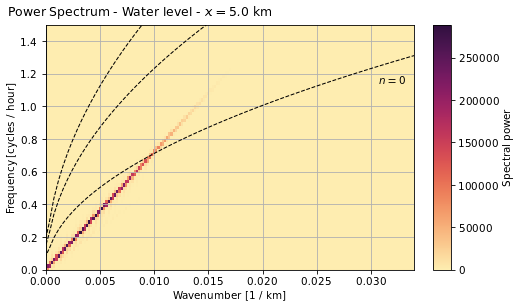 Power Spectrum - Water level - x = 5.0 km
1.4
1.2
1.0
0.8
0.6
0.4
0.2
0.0
Frequency [cycles / hour]
n = 0
0.000 0.005 0.010 0.015 0.020 0.025 0.030
Wavenumber [1 / km]
250000
200000
150000
100000
50000
0
Spectral power